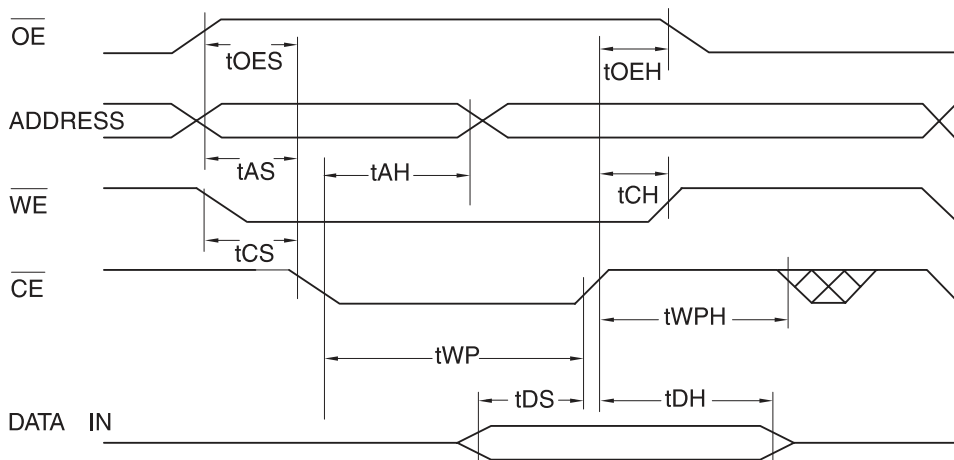 OE
tOES
tOEH
ADDRESS
tAS
tAH
tCH
WE
tCS
CE
tWPH
tWP
tDS
tDH
DATA IN